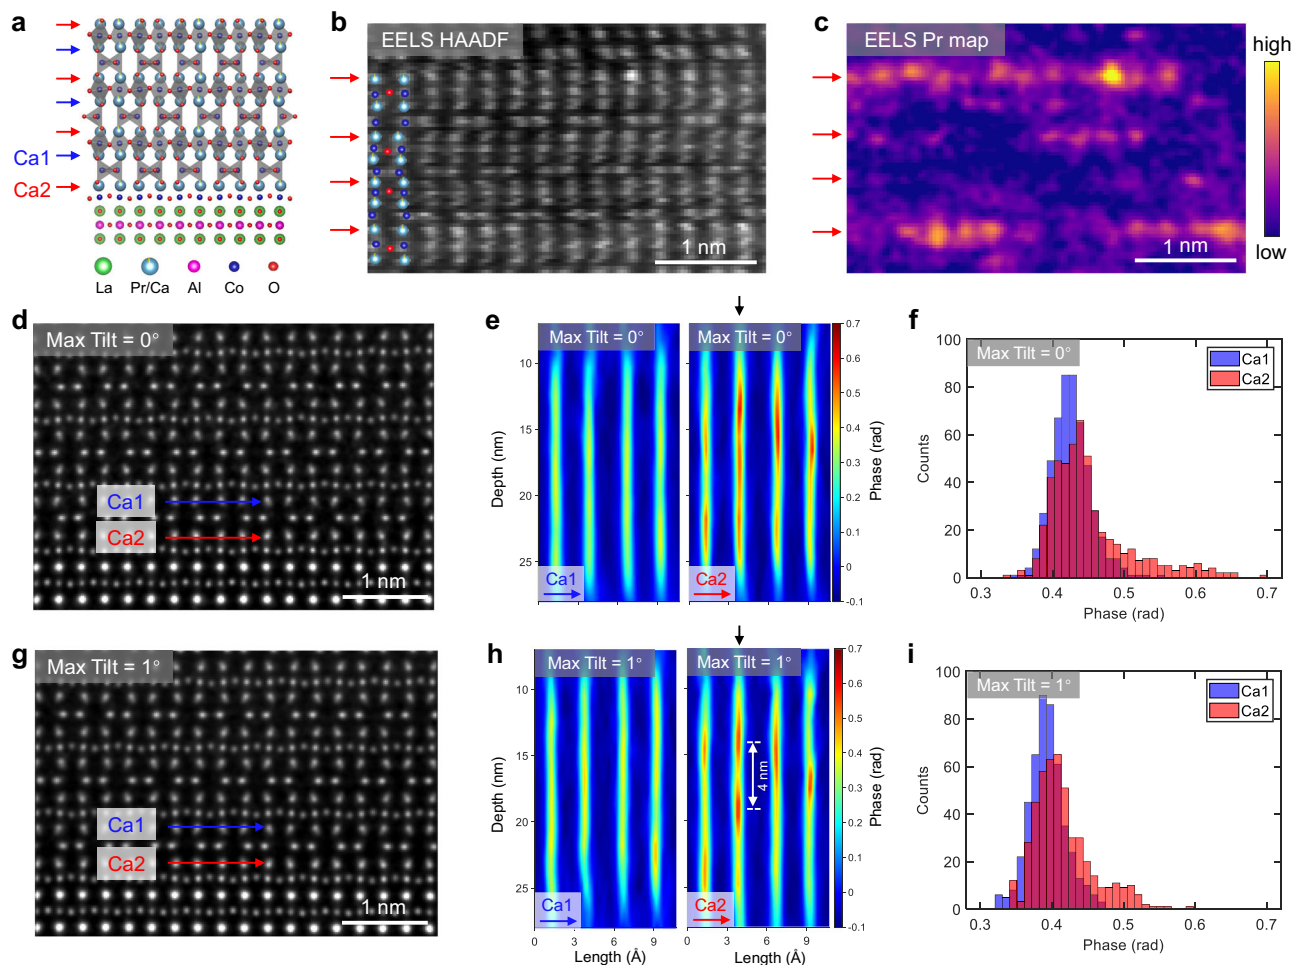 a
Ca1
Ca2
La
Pr/Ca
Al
Co
O
b
EELS HAADF
1 nm
c
EELS Pr map
1 nm
high
low
d
Max Tilt = 0°
Ca1
Ca2
1 nm
e
Max Tilt = 0°
Max Tilt = 0°
Depth (nm)
10
15
20
25
Ca1
Ca2
0.7
0.6
0.5
0.4
0.3
0.2
0.1
0
-0.1
Phase (rad)
f
Max Tilt = 0°
Ca1
Ca2
Counts
100
80
60
40
20
0
0.3 0.4 0.5 0.6 0.7
Phase (rad)
g
Max Tilt = 1°
Ca1
Ca2
1 nm
h
Max Tilt = 1°
Max Tilt = 1°
Depth (nm)
10
15
20
25
4 nm
Ca1
Ca2
0 3 6 9
0 3 6 9
Length (Å)
0.7
0.6
0.5
0.4
0.3
0.2
0.1
0
-0.1
Phase (rad)
i
Max Tilt = 1°
Ca1
Ca2
Counts
100
80
60
40
20
0
0.3 0.4 0.5 0.6 0.7
Phase (rad)